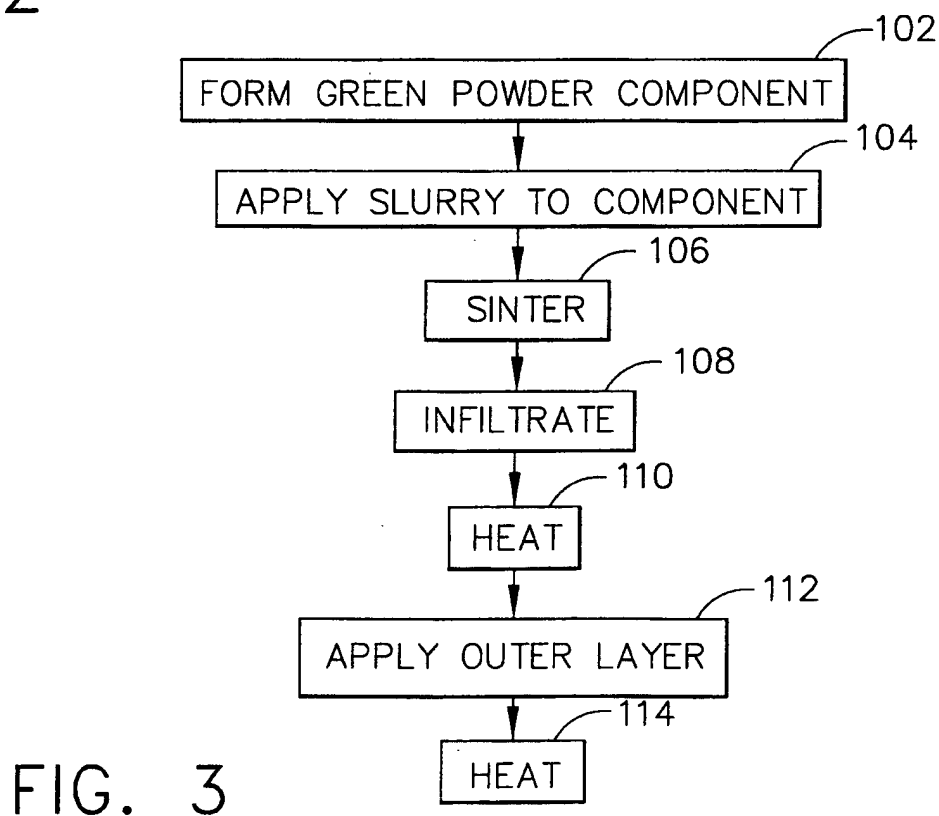 102
FORM GREEN POWDER COMPONENT
104
APPLY SLURRY TO COMPONENT
106
SINTER
108
INFILTRATE
110
HEAT
112
APPLY OUTER LAYER
114
HEAT
FIG. 3